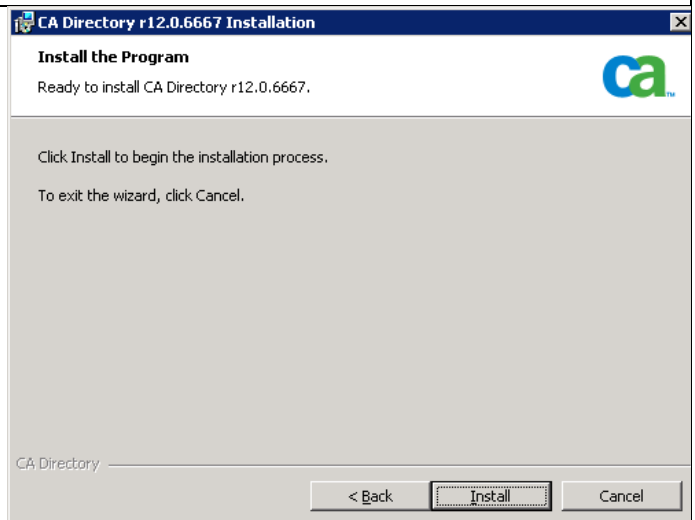 CA Directory r12.0.6667 Installation
Install the Program
Ready to install CA Directory r12.0.6667.
ca
TM
Click Install to begin the installation process.
To exit the wizard, click Cancel.
CA Directory
< Back
Install
Cancel